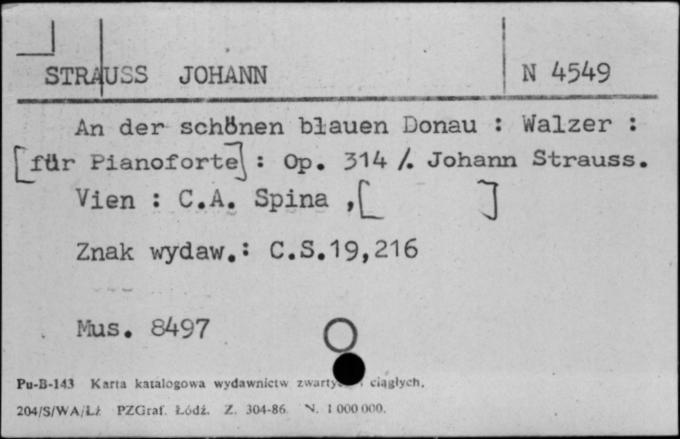 STRAUSS JOHANN N 4549
An der schönen blauen Donau : Walzer :
[für Pianoforte] : Op. 314 /. Johann Strauss.
Vien : C.A. Spina ,[ ]
Znak wydaw.: C.S.19,216
Mus. 8497
Pu-B-143 Karta katalogowa wydawnictw i ciągłych.
204/S/WA/Łź PZGraf. Łódź. Z. 304-86. N. 1 000 000.